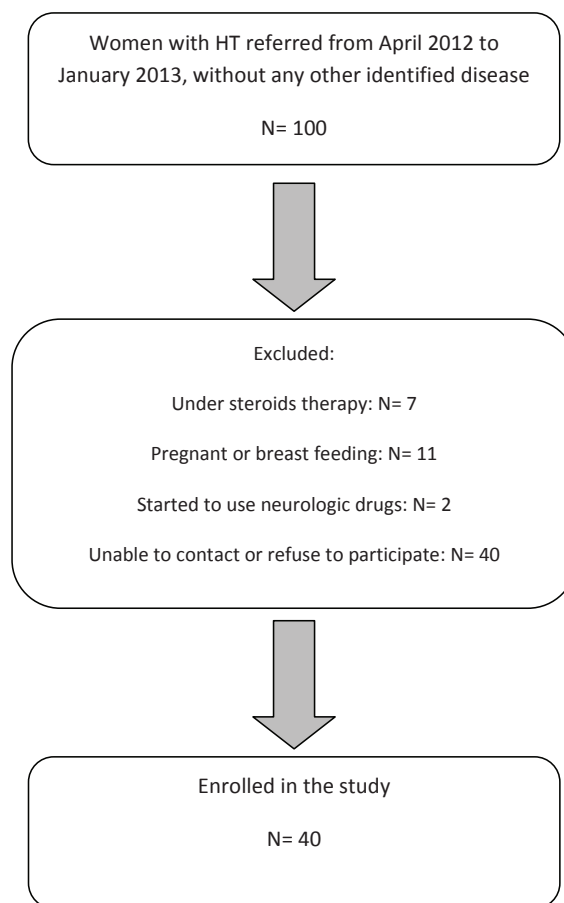 Women with HT referred from April 2012 to
January 2013, without any other identified disease
N= 100
Excluded:
Under steroids therapy: N= 7
Pregnant or breast feeding: N= 11
Started to use neurologic drugs: N= 2
Unable to contact or refuse to participate: N= 40
Enrolled in the study
N= 40